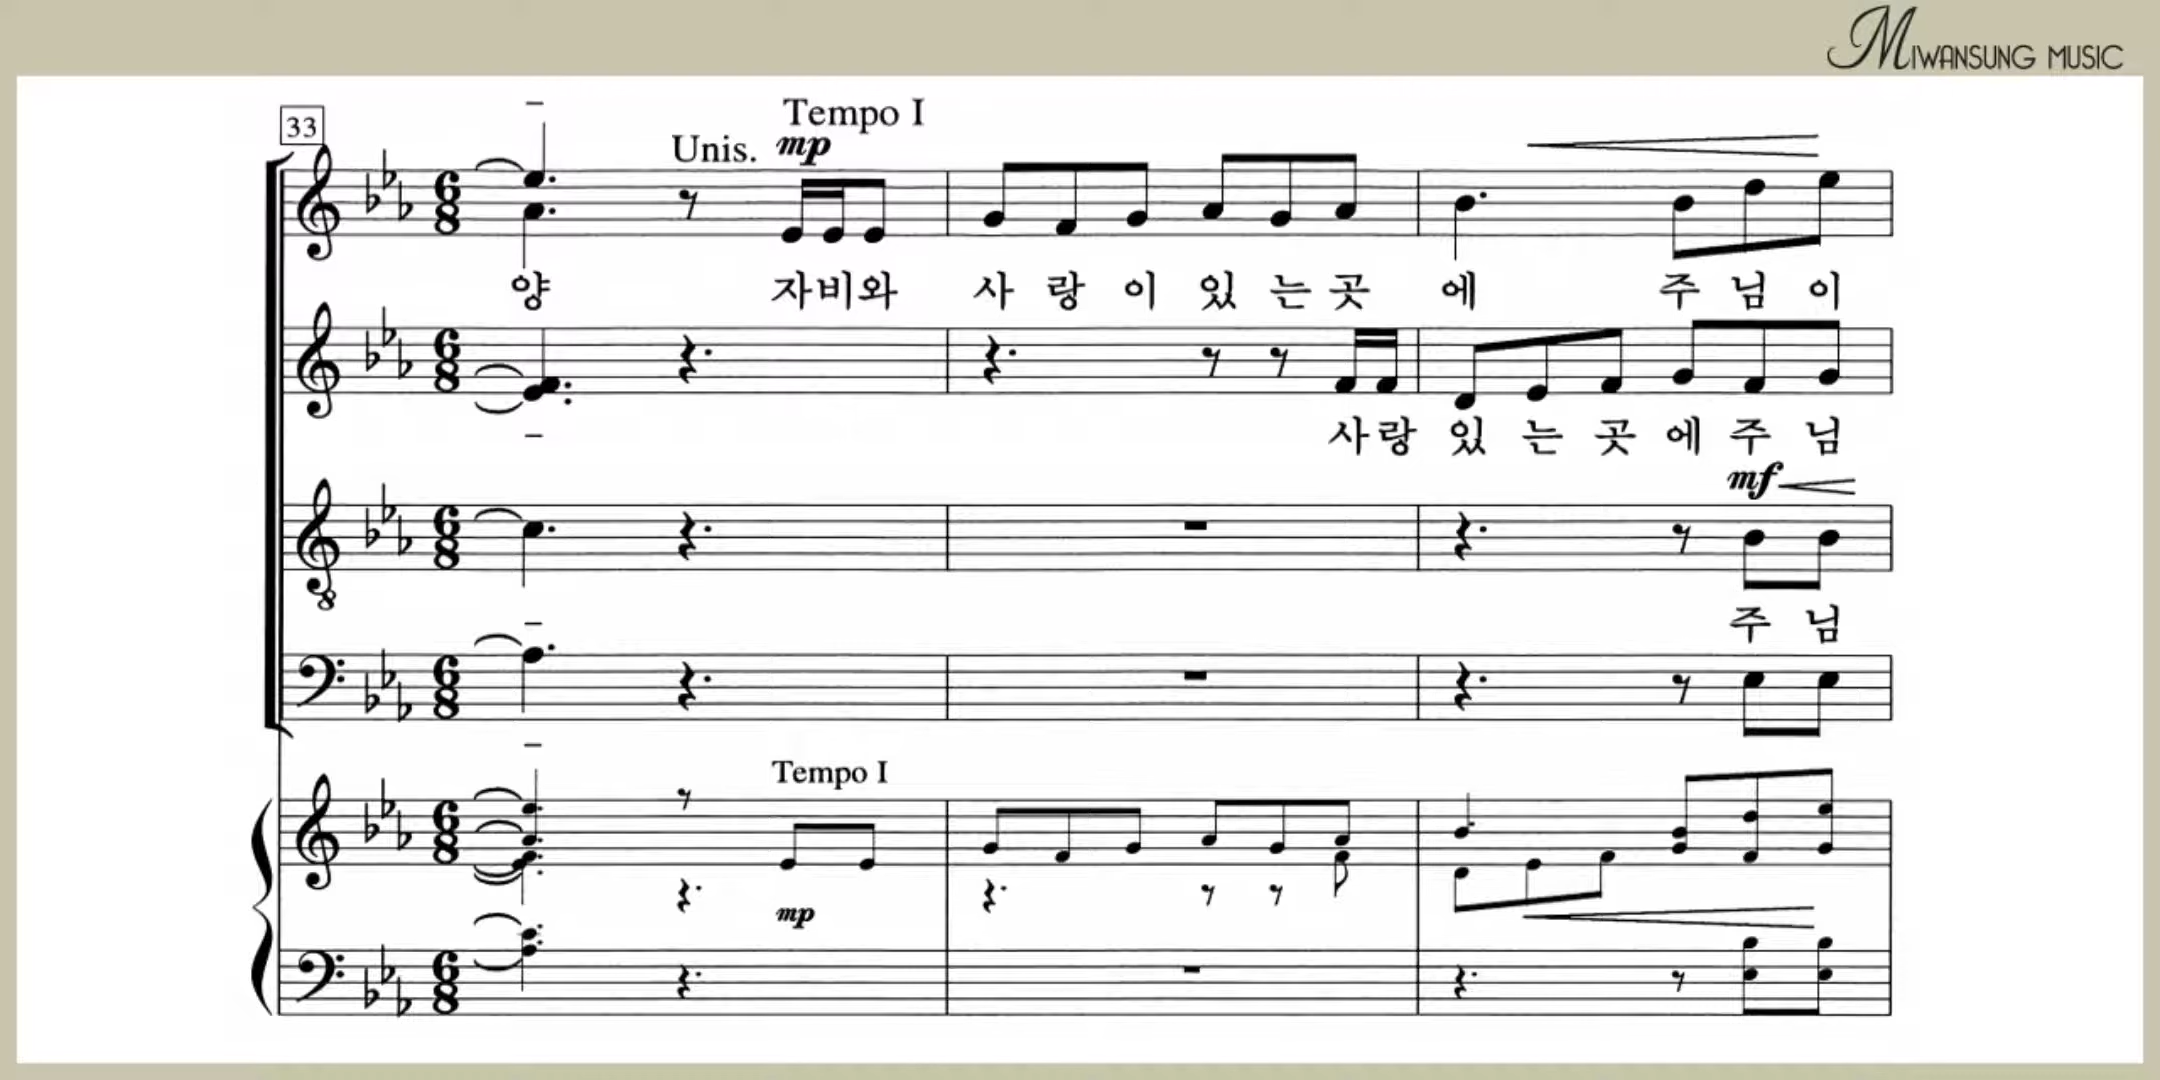 MIWANSUNG MUSIC
33
Tempo I
Unis. mp
양 자비와 사 랑 이 있 는 곳 에 주 님 이
사 랑 있 는 곳 에 주 님
mf
주 님
Tempo I
mp